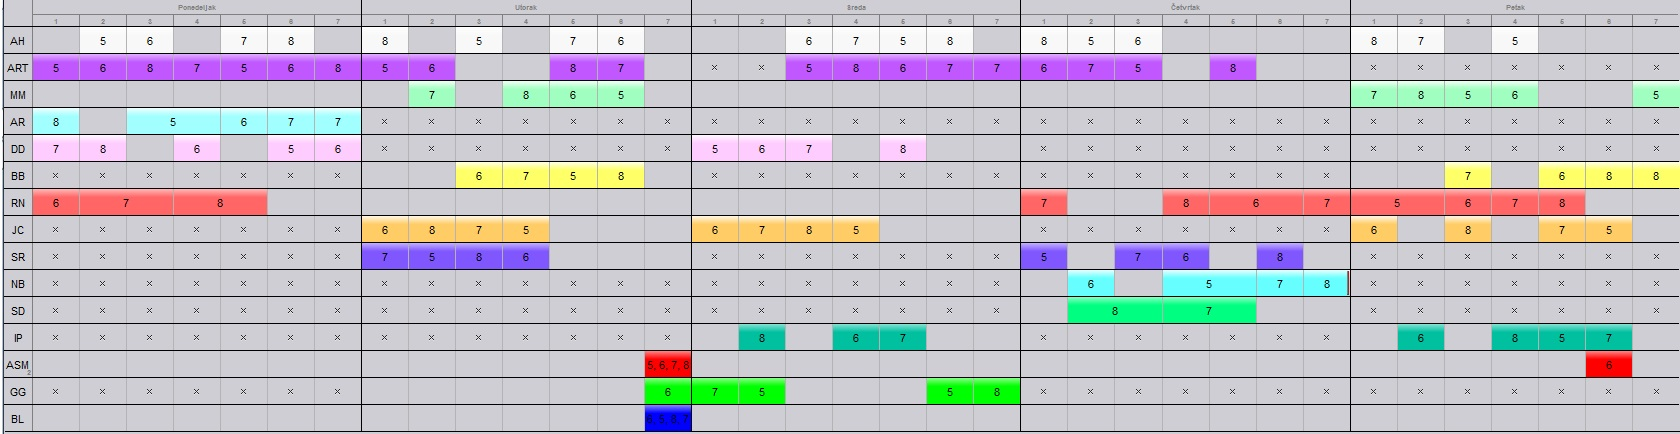 Ponedeljak Utorak Sreda Četvrtak Petak
1 2 3 4 5 6 7 1 2 3 4 5 6 7 1 2 3 4 5 6 7 1 2 3 4 5 6 7 1 2 3 4 5 6 7
AH 5 6 7 8 8 5 7 6 6 7 5 8 8 5 6 8 7 5
ART 5 6 8 7 5 6 8 5 6 8 7 × × 5 8 6 7 7 6 7 5 8 × × × × × × ×
MM 7 8 6 5 7 8 5 6 5
AR 8 5 6 7 7 × × × × × × × × × × × × × × × × × × × × × × × × × × × ×
DD 7 8 6 5 6 × × × × × × × 5 6 7 8 × × × × × × × × × × × × × ×
BB × × × × × × × 6 7 5 8 × × × × × × × × × × × × × × 7 6 8 8
RN 6 7 8 7 8 6 7 5 6 7 8
JC × × × × × × × 6 8 7 5 6 7 8 5 × × × × × × × 6 8 7 5
SR × × × × × × × 7 5 8 6 × × × × × × × 5 7 6 8 × × × × × × ×
NB × × × × × × × × × × × × × × × × × × × × × 6 5 7 8 × × × × × × ×
SD × × × × × × × × × × × × × × × × × × × × × 8 7 × × × × × × ×
IP × × × × × × × × × × × × × × 8 6 7 × × × × × × × 6 8 5 7
ASM 2 5, 6, 7, 8 6
GG × × × × × × × 6 7 5 5 8 × × × × × × × × × × × × × ×
BL